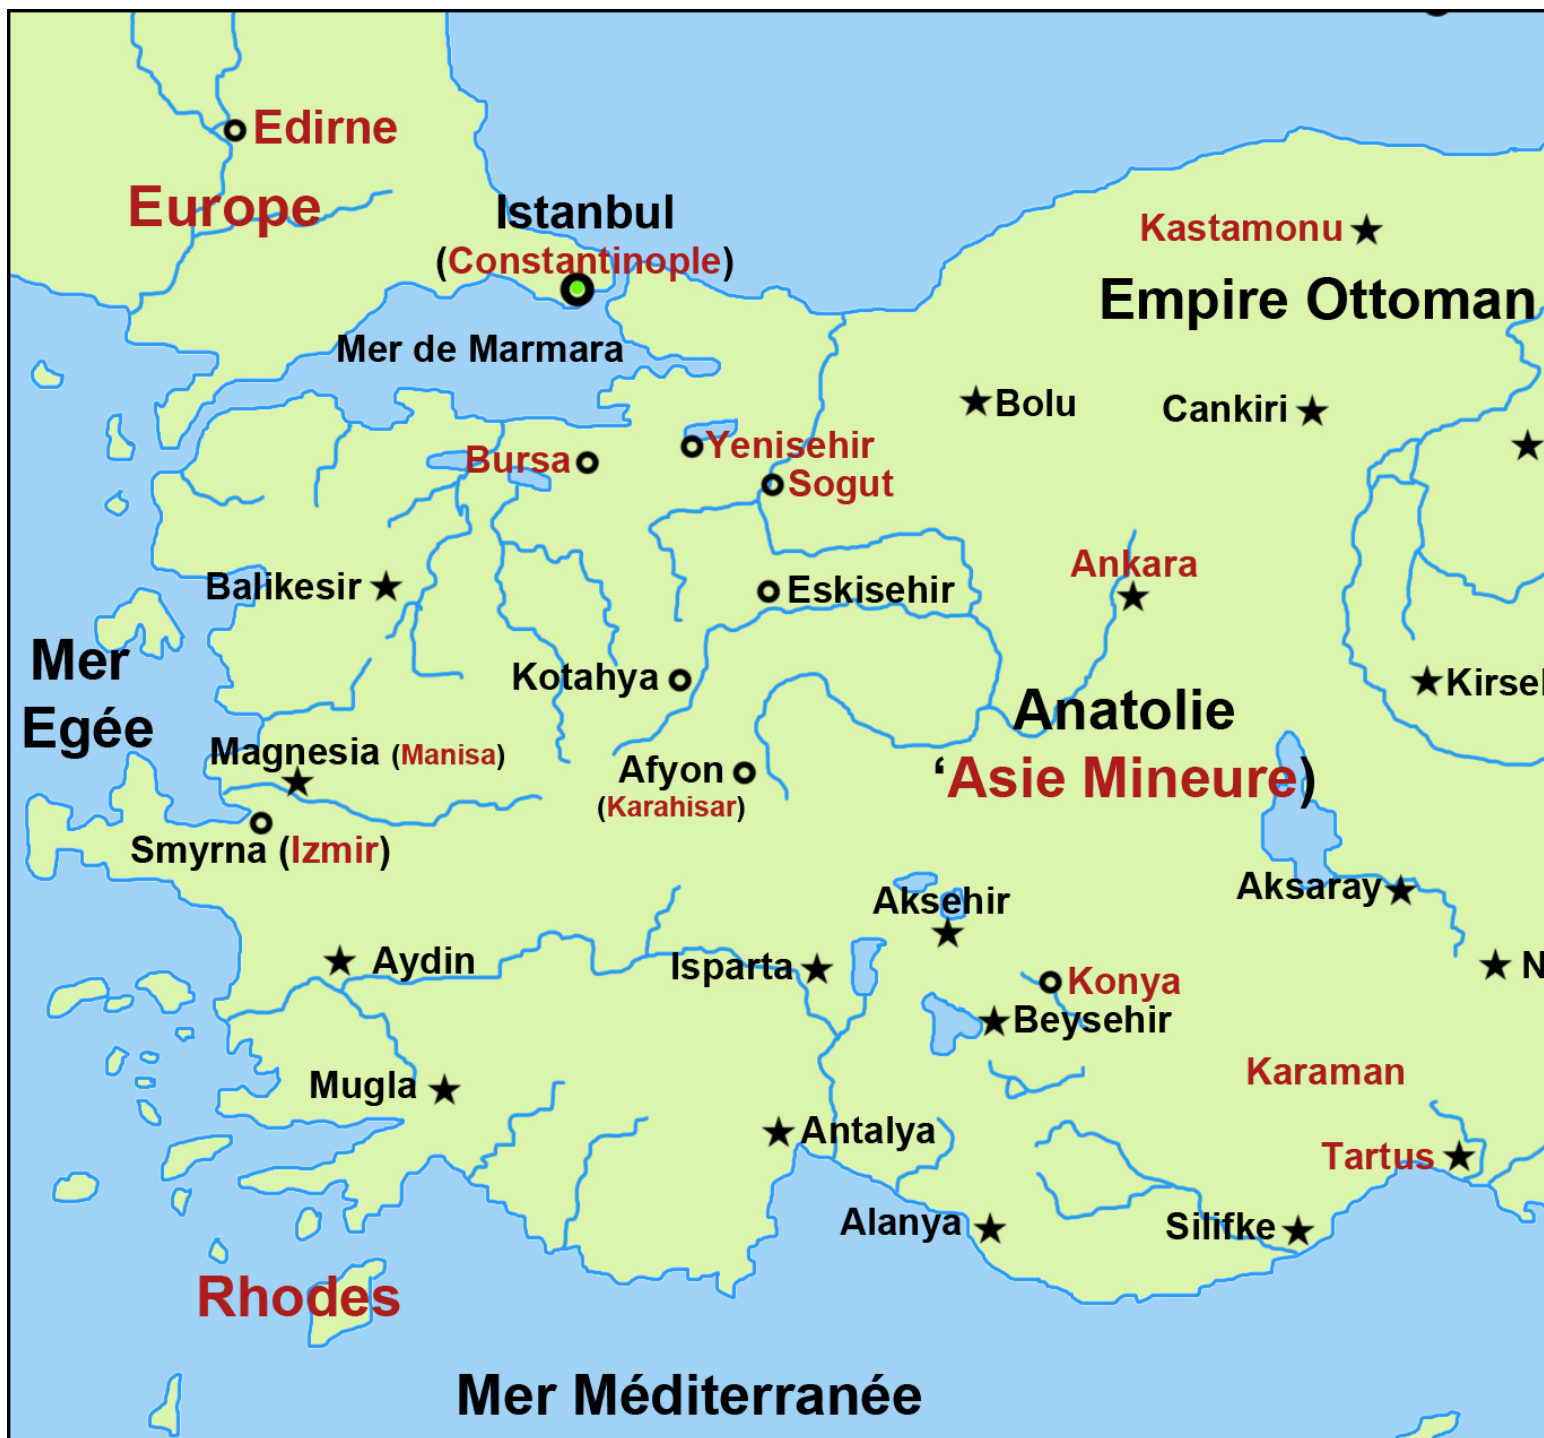 Edirne
Europe
Istanbul
(Constantinople)
Kastamonu
Empire Ottoman
Mer de Marmara
Bolu
Cankiri
Bursa
Yenisehir
Sogut
Ankara
Balikesir
Eskisehir
Mer
Egée
Kotahya
Kirseh
Anatolie
‘Asie Mineure)
Magnesia (Manisa)
Afyon
(Karahisar)
Smyrna (Izmir)
Aksehir
Aksaray
Aydin
Isparta
N
Konya
Beysehir
Mugla
Karaman
Antalya
Tartus
Alanya
Silifke
Rhodes
Mer Méditerranée